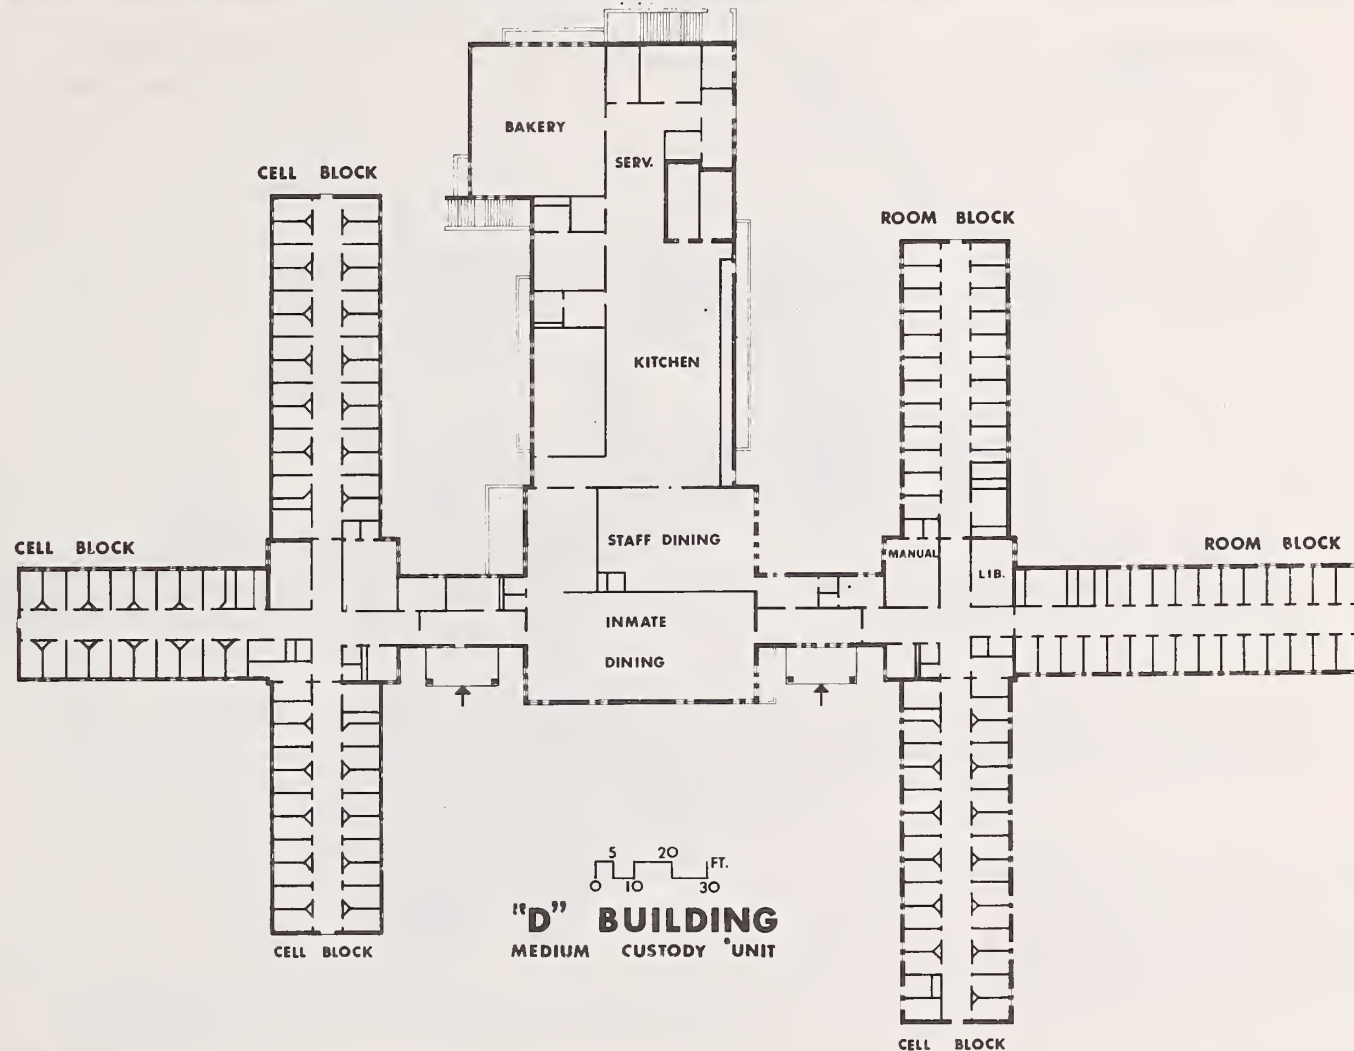 BAKERY
SERV.
CELL BLOCK
ROOM BLOCK
KITCHEN
STAFF DINING
CELL BLOCK
MANUAL
ROOM BLOCK
LIB.
INMATE
DINING
5 20 FT.
0 10 30
"D" BUILDING
MEDIUM CUSTODY UNIT
CELL BLOCK
CELL BLOCK